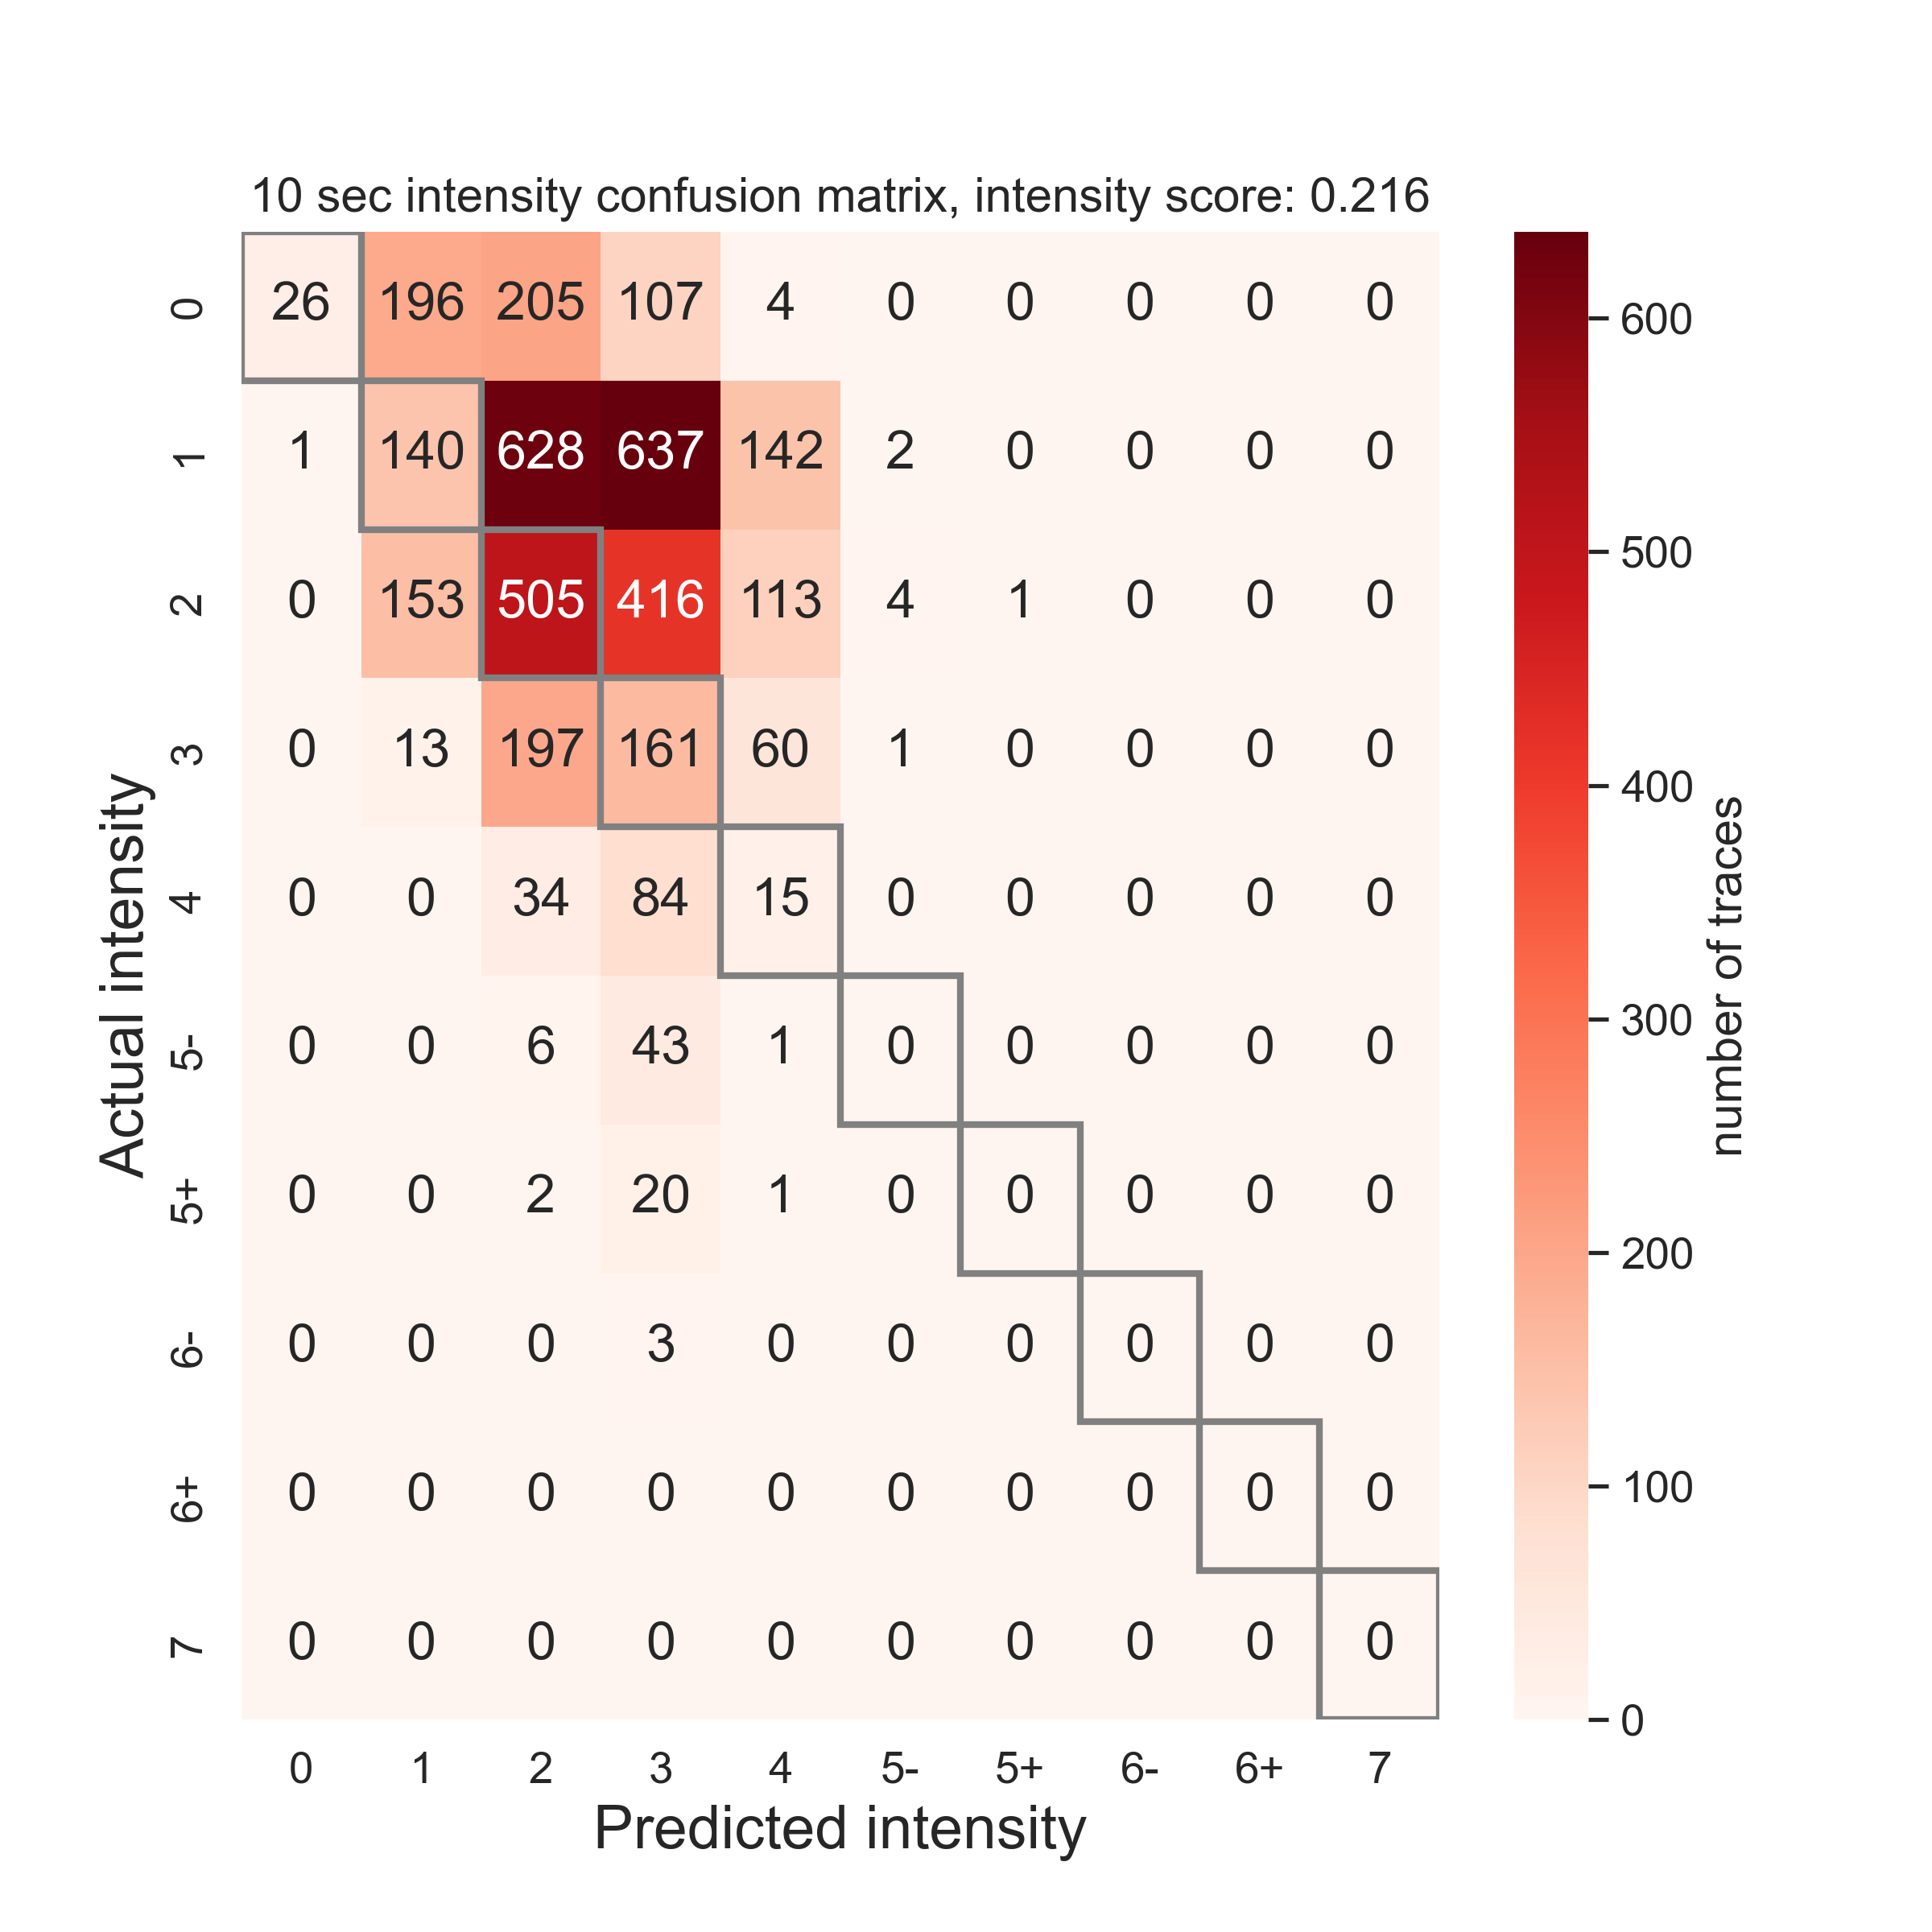 10 sec intensity confusion matrix, intensity score: 0.216
0 26 196 205 107 4 0 0 0 0 0
1 1 140 628 637 142 2 0 0 0 0
2 0 153 505 416 113 4 1 0 0 0
3 0 13 197 161 60 1 0 0 0 0
4 0 0 34 84 15 0 0 0 0 0
5- 0 0 6 43 1 0 0 0 0 0
5+ 0 0 2 20 1 0 0 0 0 0
6- 0 0 0 3 0 0 0 0 0 0
6+ 0 0 0 0 0 0 0 0 0 0
7 0 0 0 0 0 0 0 0 0 0
0 1 2 3 4 5- 5+ 6- 6+ 7
Predicted intensity
Actual intensity
600
500
400
300
200
100
0
number of traces